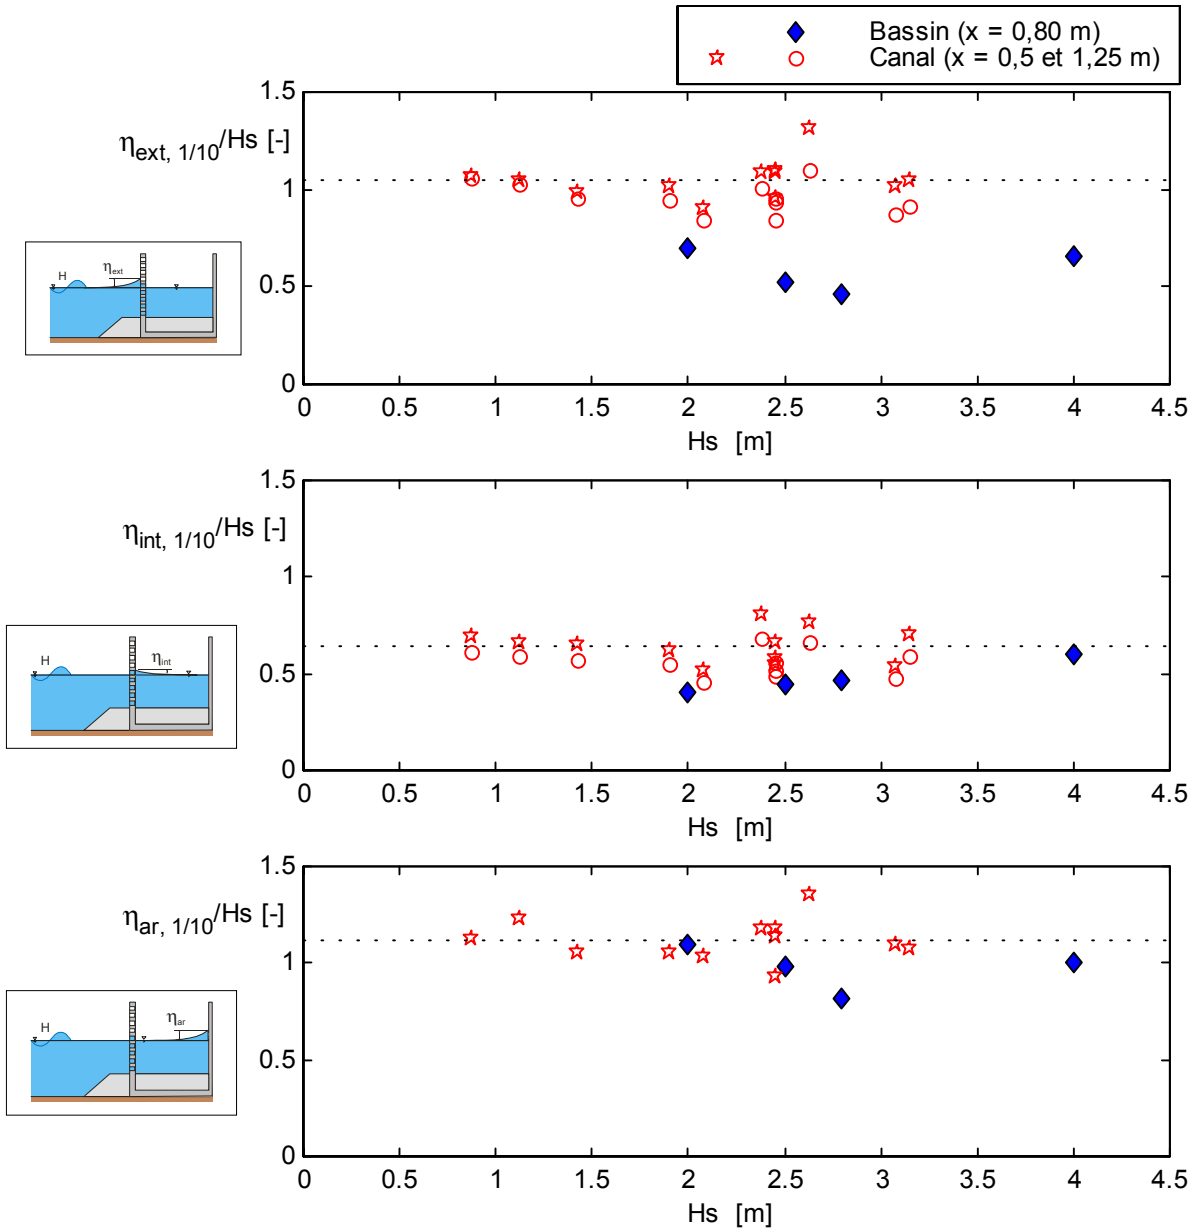 Bassin (x = 0,80 m)
Canal (x = 0,5 et 1,25 m)
1.5
ηext, 1/10/Hs [-]
1
H
ηext
0.5
0
0 0.5 1 1.5 2 2.5 3 3.5 4 4.5
Hs [m]
1.5
ηint, 1/10/Hs [-]
1
H
ηint
0.5
0
0 0.5 1 1.5 2 2.5 3 3.5 4 4.5
Hs [m]
1.5
ηar, 1/10/Hs [-]
1
H
ηar
0.5
0
0 0.5 1 1.5 2 2.5 3 3.5 4 4.5
Hs [m]